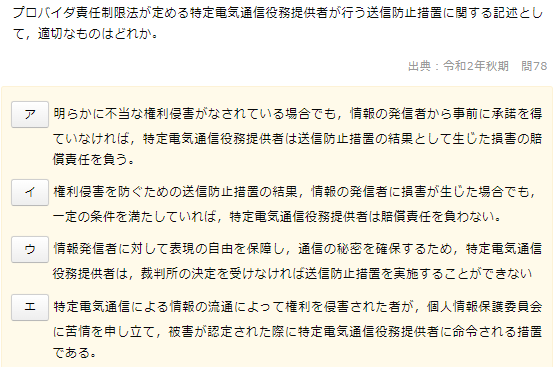 プロバイダ責任制限法が定める特定電気通信役務提供者が行う送信防止措置に関する記述とし
て，適切なものはどれか。
出典：令和2年秋期　問78
ア
明らかに不当な権利侵害がなされている場合でも，情報の発信者から事前に承諾を得
ていなければ，特定電気通信役務提供者は送信防止措置の結果として生じた損害の賠
償責任を負う。
イ
権利侵害を防ぐための送信防止措置の結果，情報の発信者に損害が生じた場合でも，
一定の条件を満たしていれば，特定電気通信役務提供者は賠償責任を負わない。
ウ
情報発信者に対して表現の自由を保障し，通信の秘密を確保するため，特定電気通信
役務提供者は，裁判所の決定を受けなければ送信防止措置を実施することができない
エ
特定電気通信による情報の流通によって権利を侵害された者が，個人情報保護委員会
に苦情を申し立て，被害が認定された際に特定電気通信役務提供者に命令される措置
である。